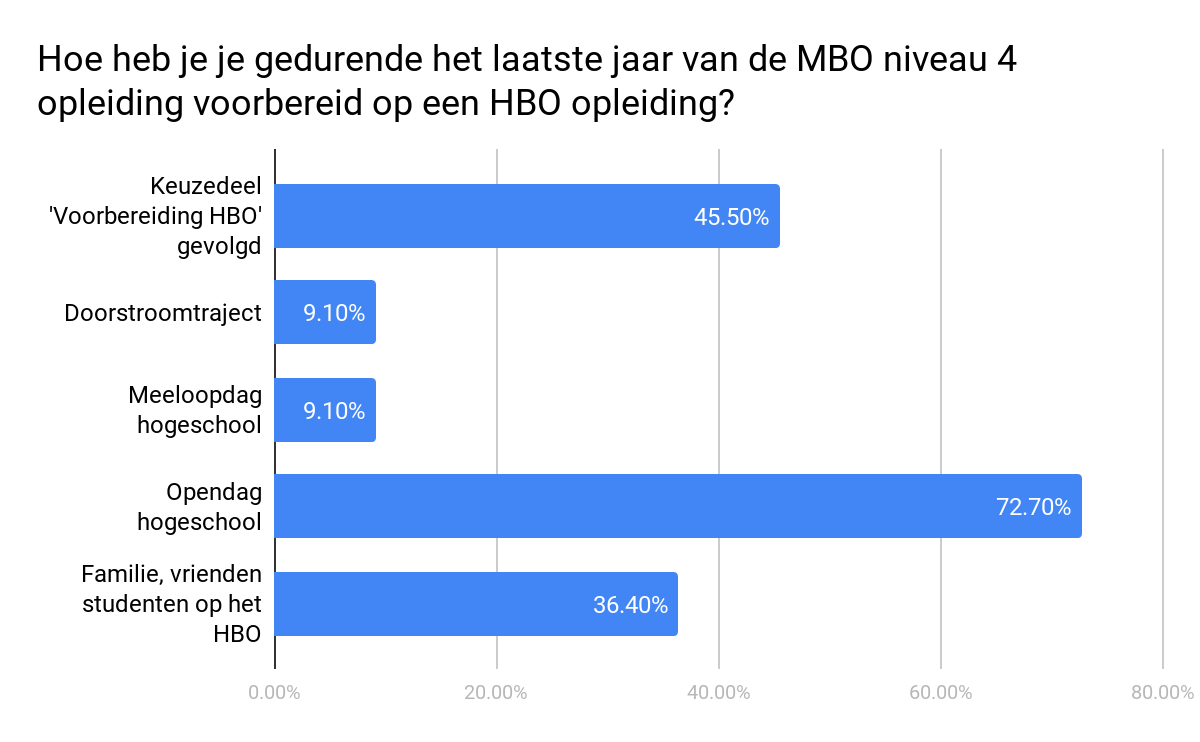 Hoe heb je je gedurende het laatste jaar van de MBO niveau 4
opleiding voorbereid op een HBO opleiding?
Keuzedeel
'Voorbereiding HBO'
gevolgd
45.50%
Doorstroomtraject
9.10%
Meeloopdag
hogeschool
9.10%
Opendag
hogeschool
72.70%
Familie, vrienden
studenten op het
HBO
36.40%
0.00%
20.00%
40.00%
60.00%
80.00%